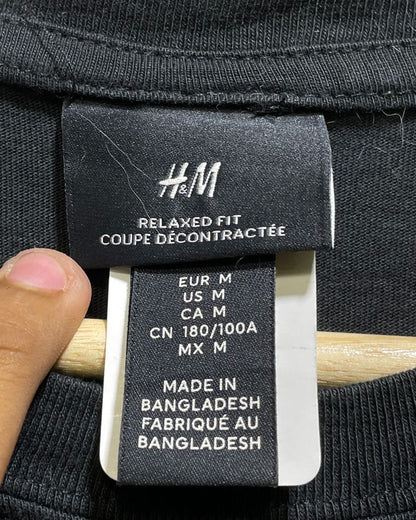 H&M
RELAXED FIT
COUPE DÉCONTRACTÉE
EUR M
US M
CA M
CN 180/100A
MX M
MADE IN
BANGLADESH
FABRIQUÉ AU
BANGLADESH